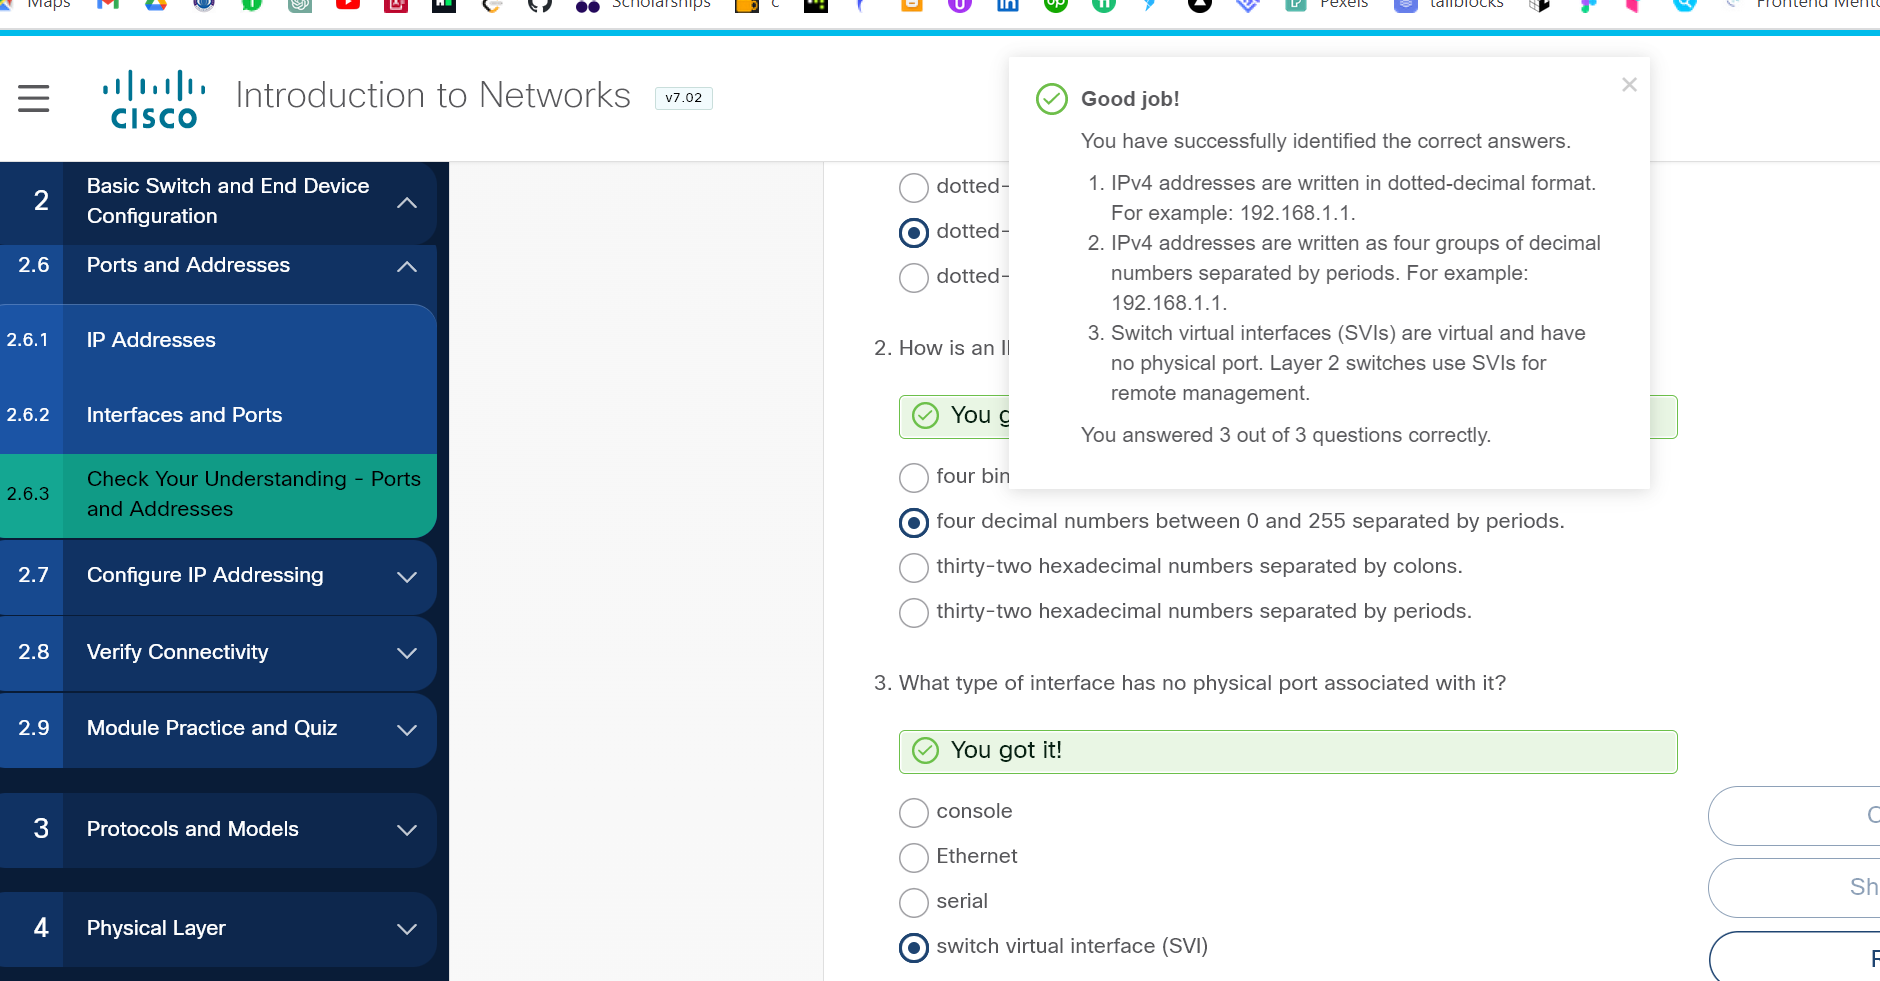 Maps
Scholarships
c
Pexels
tailblocks
Frontend
CISCO
Introduction to Networks
v7.02
Good job!
You have successfully identified the correct answers.
1. IPv4 addresses are written in dotted-decimal format.
For example: 192.168.1.1.
2. IPv4 addresses are written as four groups of decimal
numbers separated by periods. For example:
192.168.1.1.
3. Switch virtual interfaces (SVIs) are virtual and have
no physical port. Layer 2 switches use SVIs for
remote management.
You answered 3 out of 3 questions correctly.
2
Basic Switch and End Device
Configuration
2.6
Ports and Addresses
2.6.1
IP Addresses
2.6.2
Interfaces and Ports
2.6.3
Check Your Understanding - Ports
and Addresses
2.7
Configure IP Addressing
2.8
Verify Connectivity
2.9
Module Practice and Quiz
3
Protocols and Models
4
Physical Layer
dotted-
dotted-
dotted-
2. How is an
You
four
four decimal numbers between 0 and 255 separated by periods.
thirty-two hexadecimal numbers separated by colons.
thirty-two hexadecimal numbers separated by periods.
3. What type of interface has no physical port associated with it?
You got it!
console
Ethernet
serial
switch virtual interface (SVI)
Sh